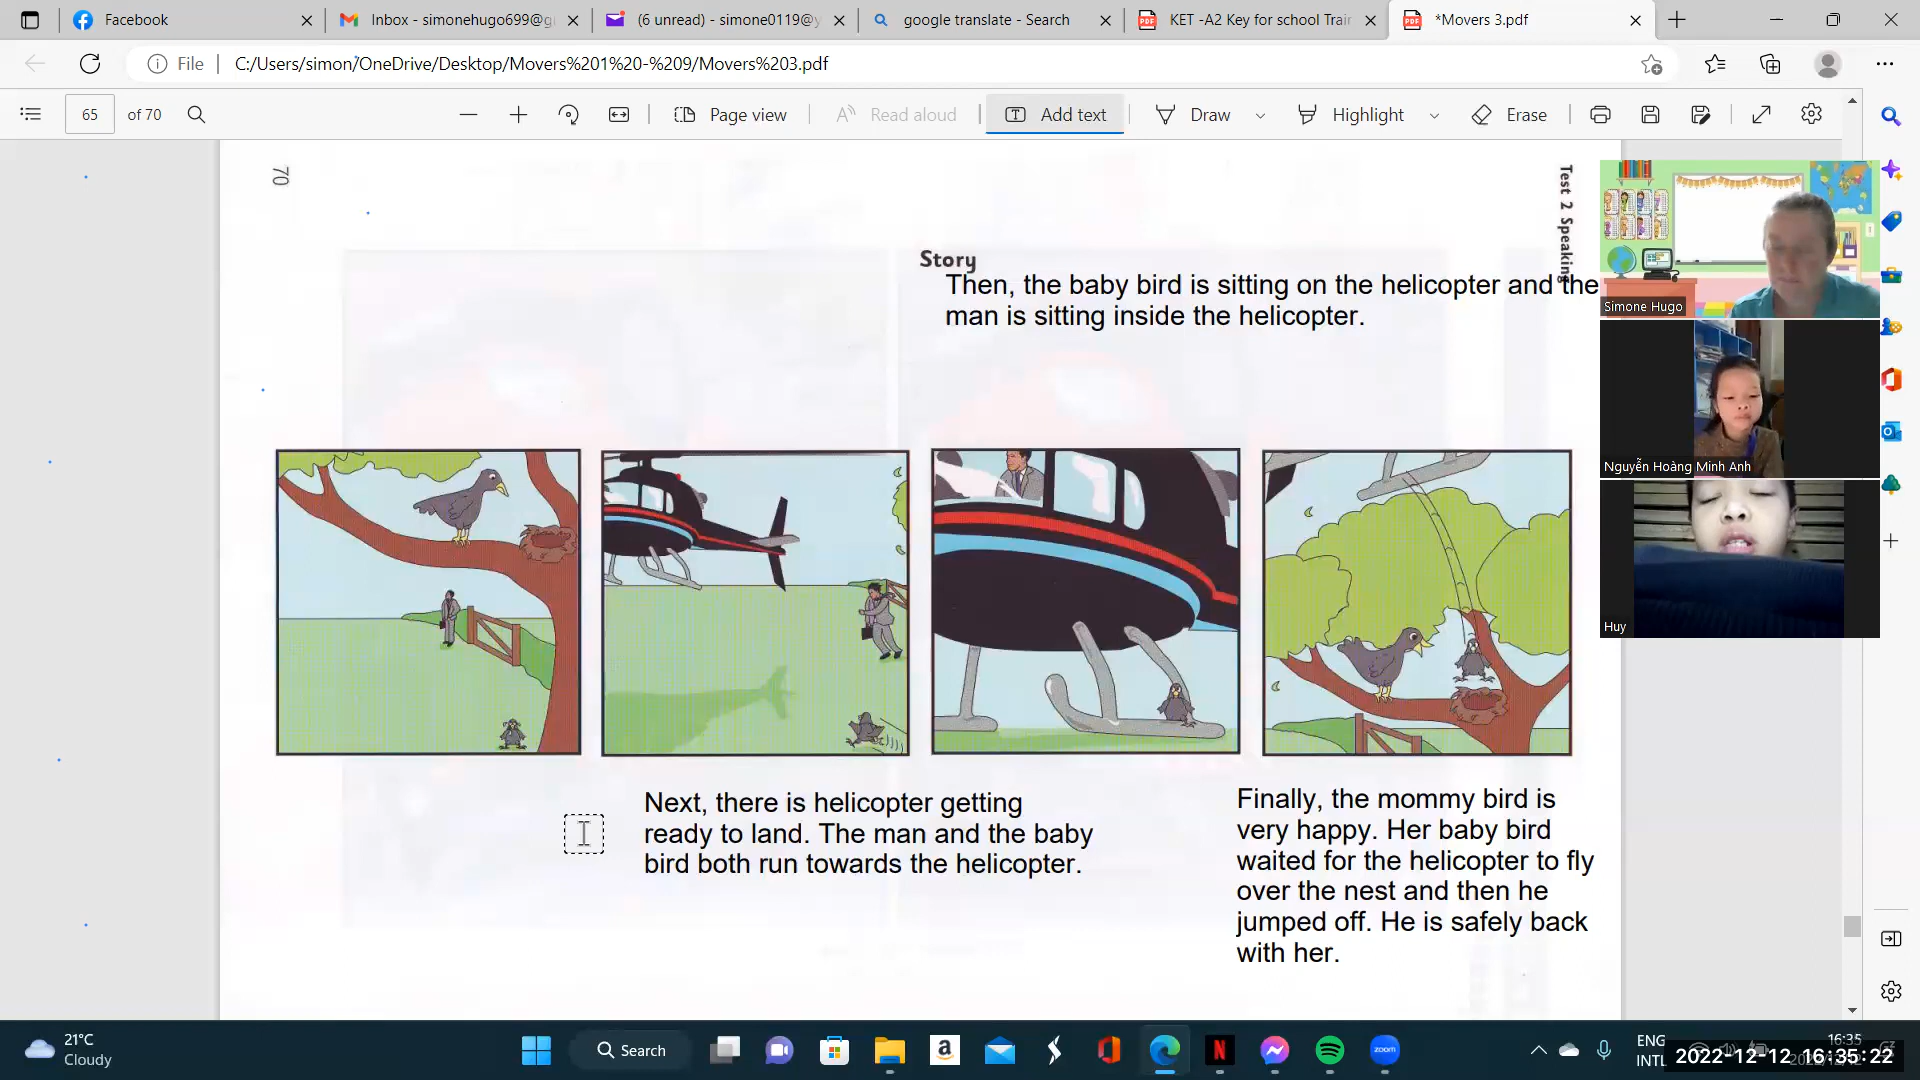 Facebook
Inbox - simonehugo699@g
(6 unread) - simone0119@y
google translate - Search
KET -A2 Key for school Trair
*Movers 3.pdf
File
C:/Users/simon/OneDrive/Desktop/Movers%201%20-%209/Movers%203.pdf
65
of 70
Page view
Read aloud
Add text
Draw
Highlight
Erase
70
Test 2 Speaking
Story
Then, the baby bird is sitting on the helicopter and the
man is sitting inside the helicopter.
Simone Hugo
Nguyễn Hoàng Minh Anh
Huy
Next, there is helicopter getting
ready to land. The man and the baby
bird both run towards the helicopter.
Finally, the mommy bird is
very happy. Her baby bird
waited for the helicopter to fly
over the nest and then he
jumped off. He is safely back
with her.
21°C
Cloudy
Search
zoom
ENG
INTL
16:35
2022-12-12 16:35:22